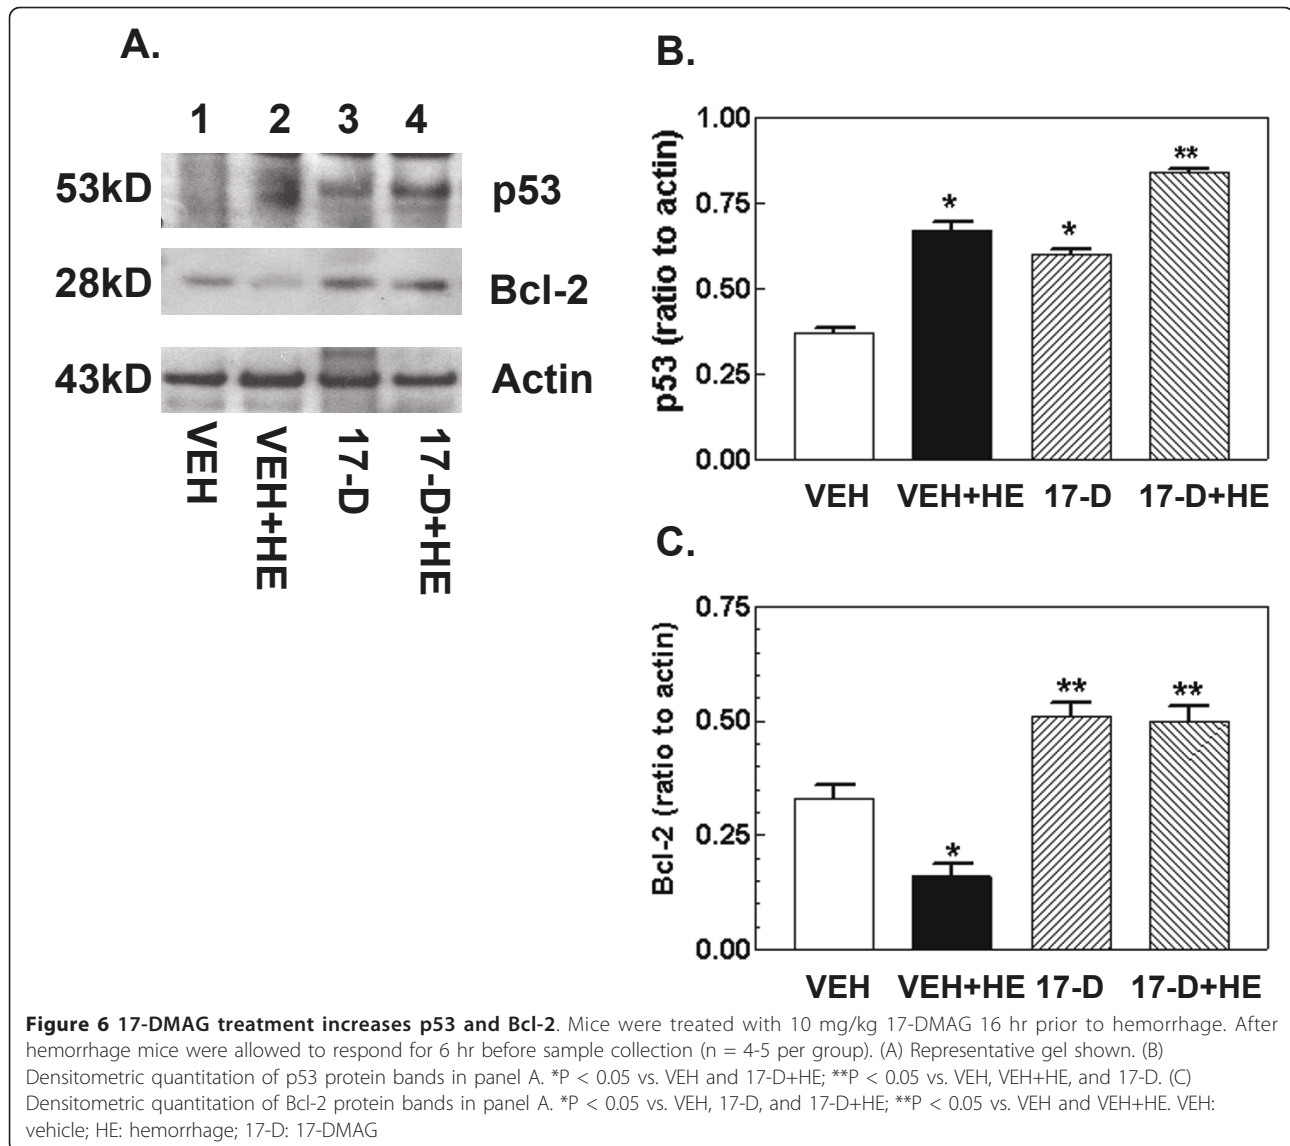 A.
1 2 3 4
53kD p53
28kD Bcl-2
43kD Actin
VEH
VEH+HE
17-D
17-D+HE
B.
p53 (ratio to actin)
1.00
0.75
0.50
0.25
0.00
*
*
**
VEH VEH+HE 17-D 17-D+HE
C.
Bcl-2 (ratio to actin)
0.75
0.50
0.25
0.00
*
**
**
VEH VEH+HE 17-D 17-D+HE
Figure 6 17-DMAG treatment increases p53 and Bcl-2. Mice were treated with 10 mg/kg 17-DMAG 16 hr prior to hemorrhage. After
hemorrhage mice were allowed to respond for 6 hr before sample collection (n = 4-5 per group). (A) Representative gel shown. (B)
Densitometric quantitation of p53 protein bands in panel A. *P < 0.05 vs. VEH and 17-D+HE; **P < 0.05 vs. VEH, VEH+HE, and 17-D. (C)
Densitometric quantitation of Bcl-2 protein bands in panel A. *P < 0.05 vs. VEH, 17-D, and 17-D+HE; **P < 0.05 vs. VEH and VEH+HE. VEH:
vehicle; HE: hemorrhage; 17-D: 17-DMAG